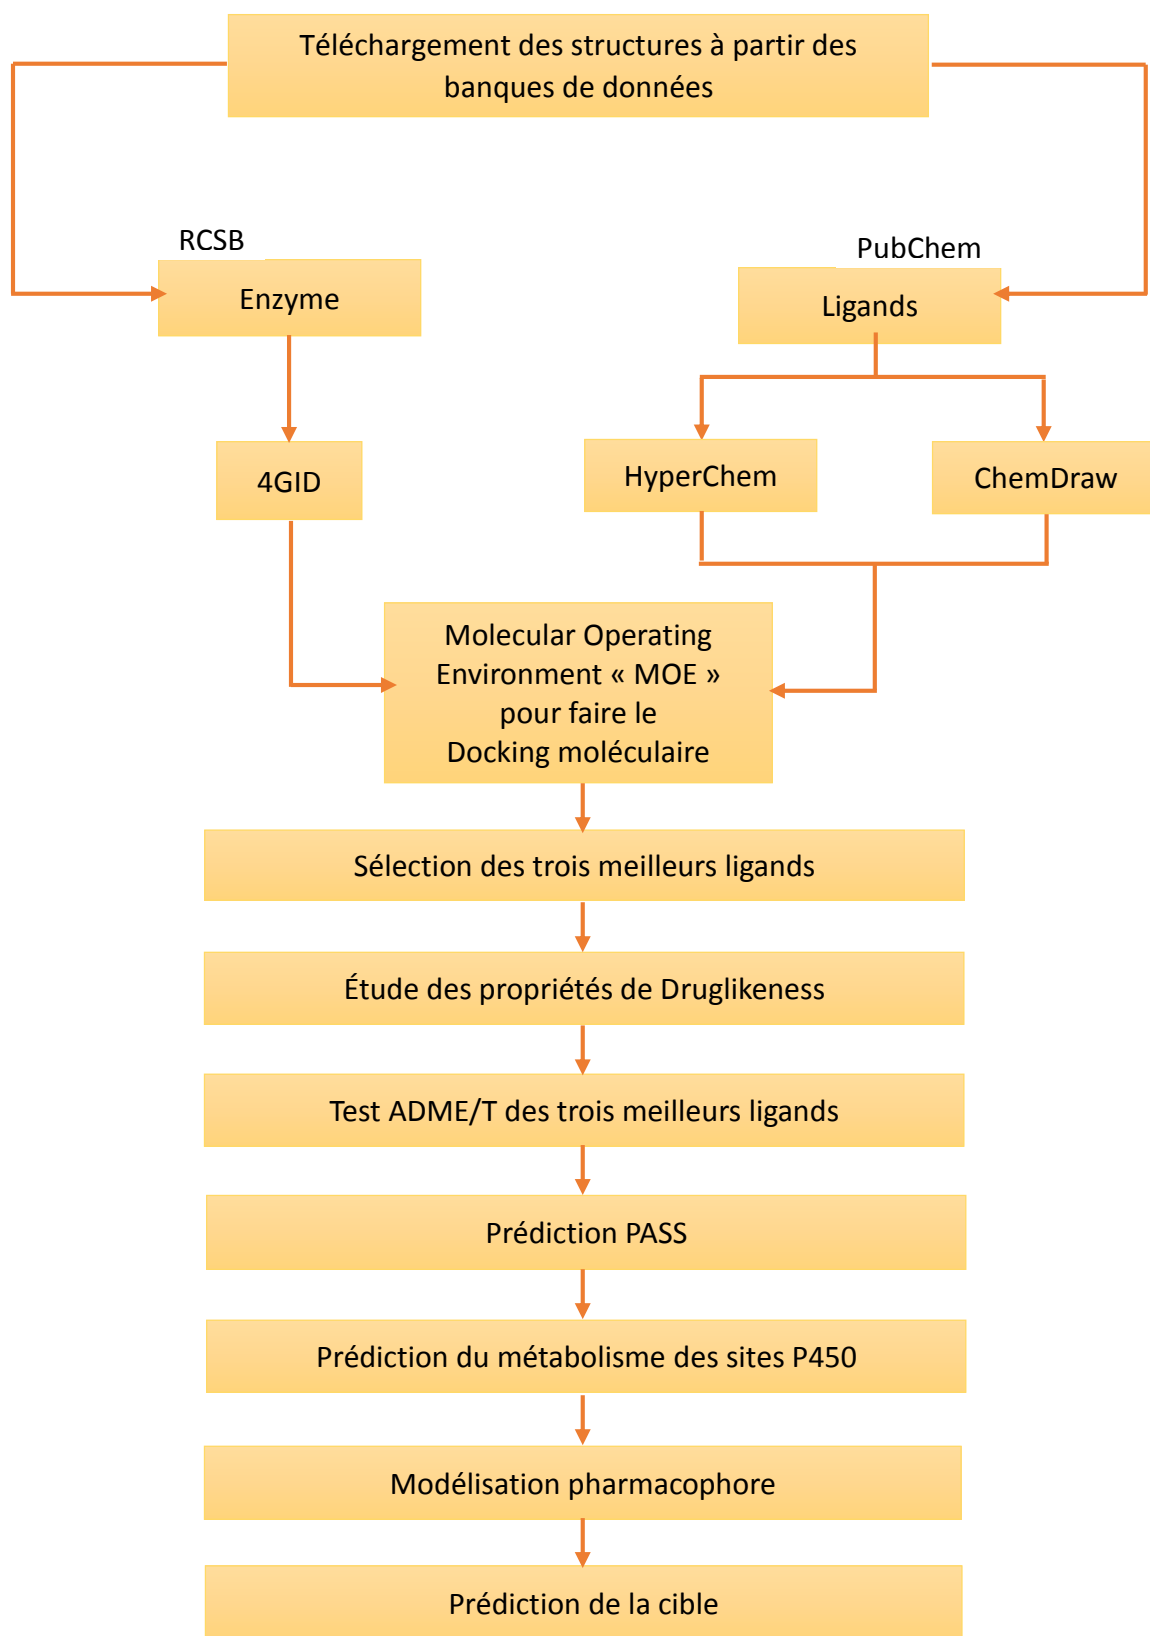 Téléchargement des structures à partir des
banques de données
RCSB
Enzyme
PubChem
Ligands
4GID
HyperChem
ChemDraw
Molecular Operating
Environment « MOE »
pour faire le
Docking moléculaire
Sélection des trois meilleurs ligands
Étude des propriétés de Druglikeness
Test ADME/T des trois meilleurs ligands
Prédiction PASS
Prédiction du métabolisme des sites P450
Modélisation pharmacophore
Prédiction de la cible